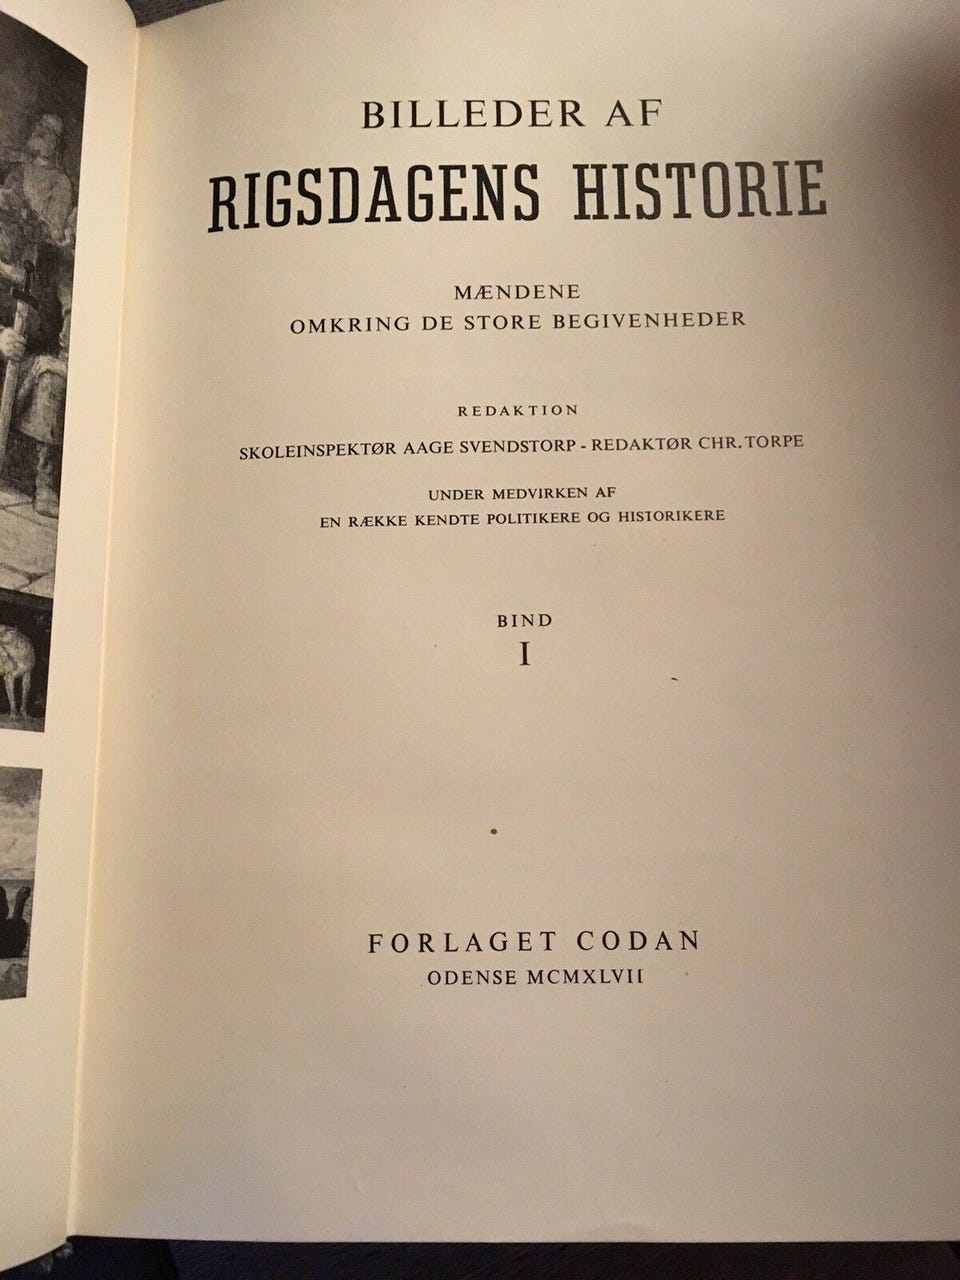 BILLEDER AF
RIGSDAGENS HISTORIE
MÆNDENE
OMKRING DE STORE BEGIVENHEDER
REDAKTION
SKOLEINSPEKTØR AAGE SVENDSTORP - REDAKTØR CHR. TORPE
UNDER MEDVIRKEN AF
EN RÆKKE KENDTE POLITIKERE OG HISTORIKERE
BIND
I
FORLAGET CODAN
ODENSE MCMXLVII